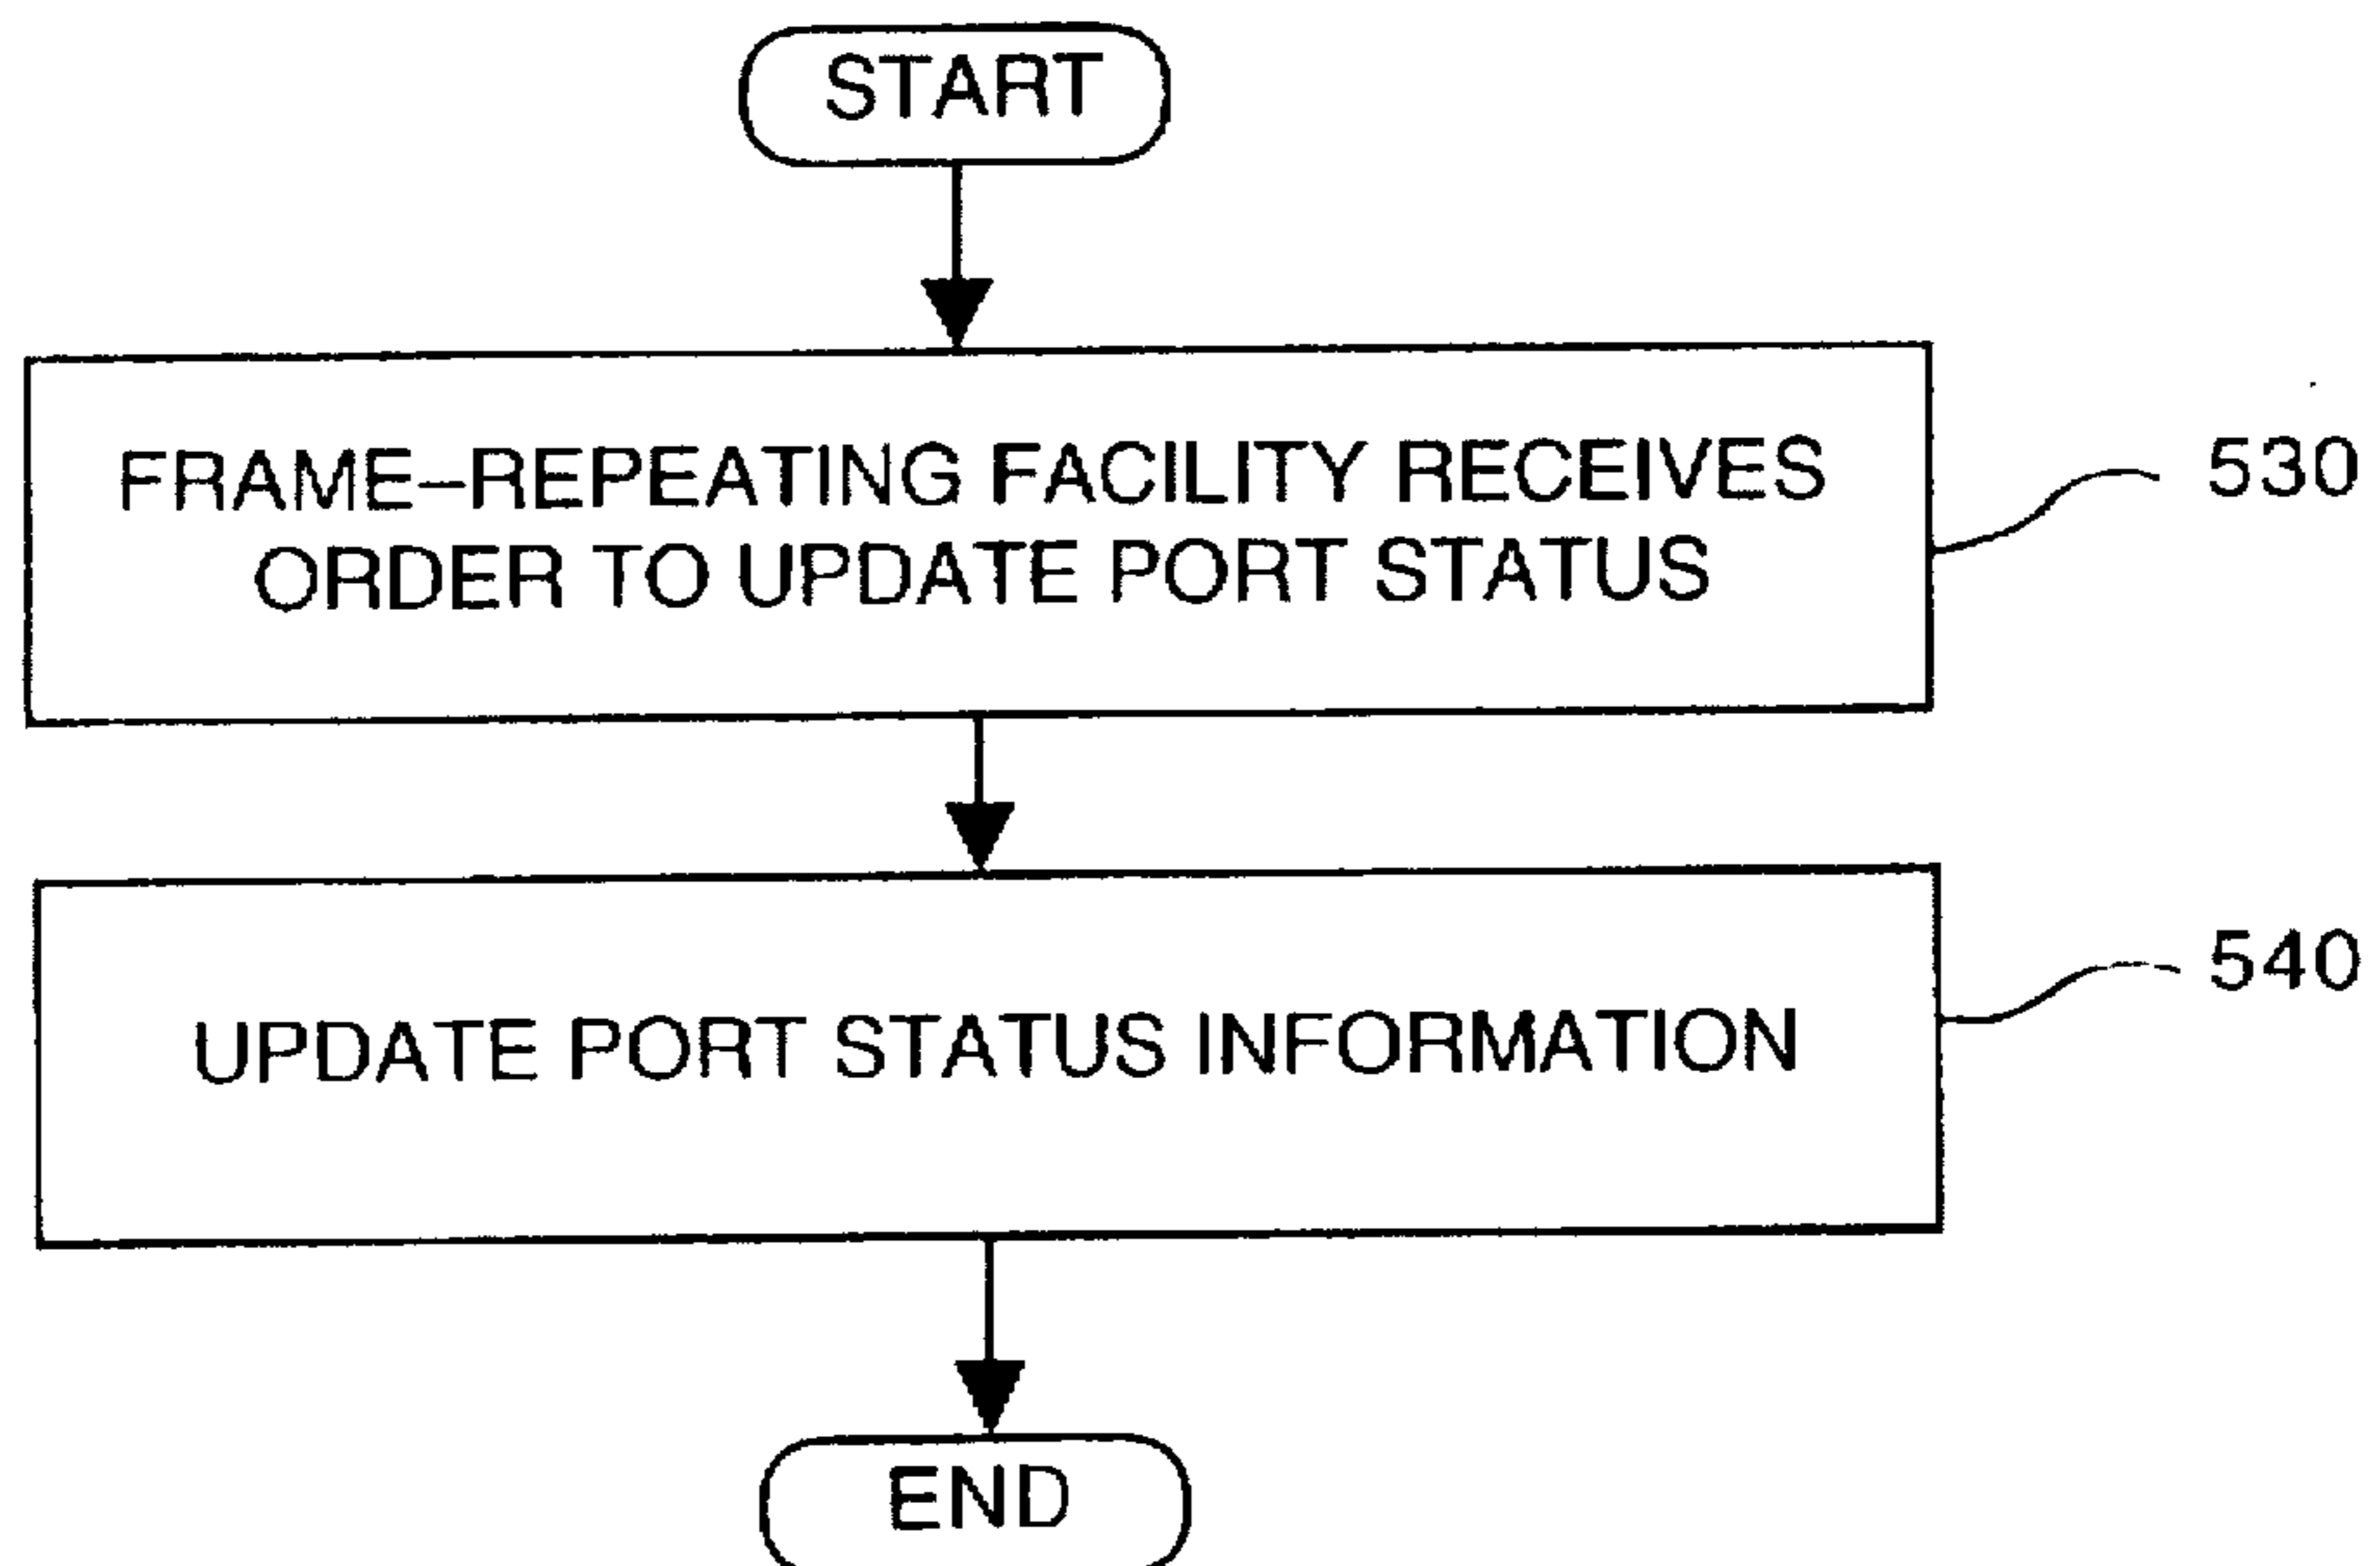 START
FRAME-REPEATING FACILITY RECEIVES
ORDER TO UPDATE PORT STATUS
530
UPDATE PORT STATUS INFORMATION
540
END